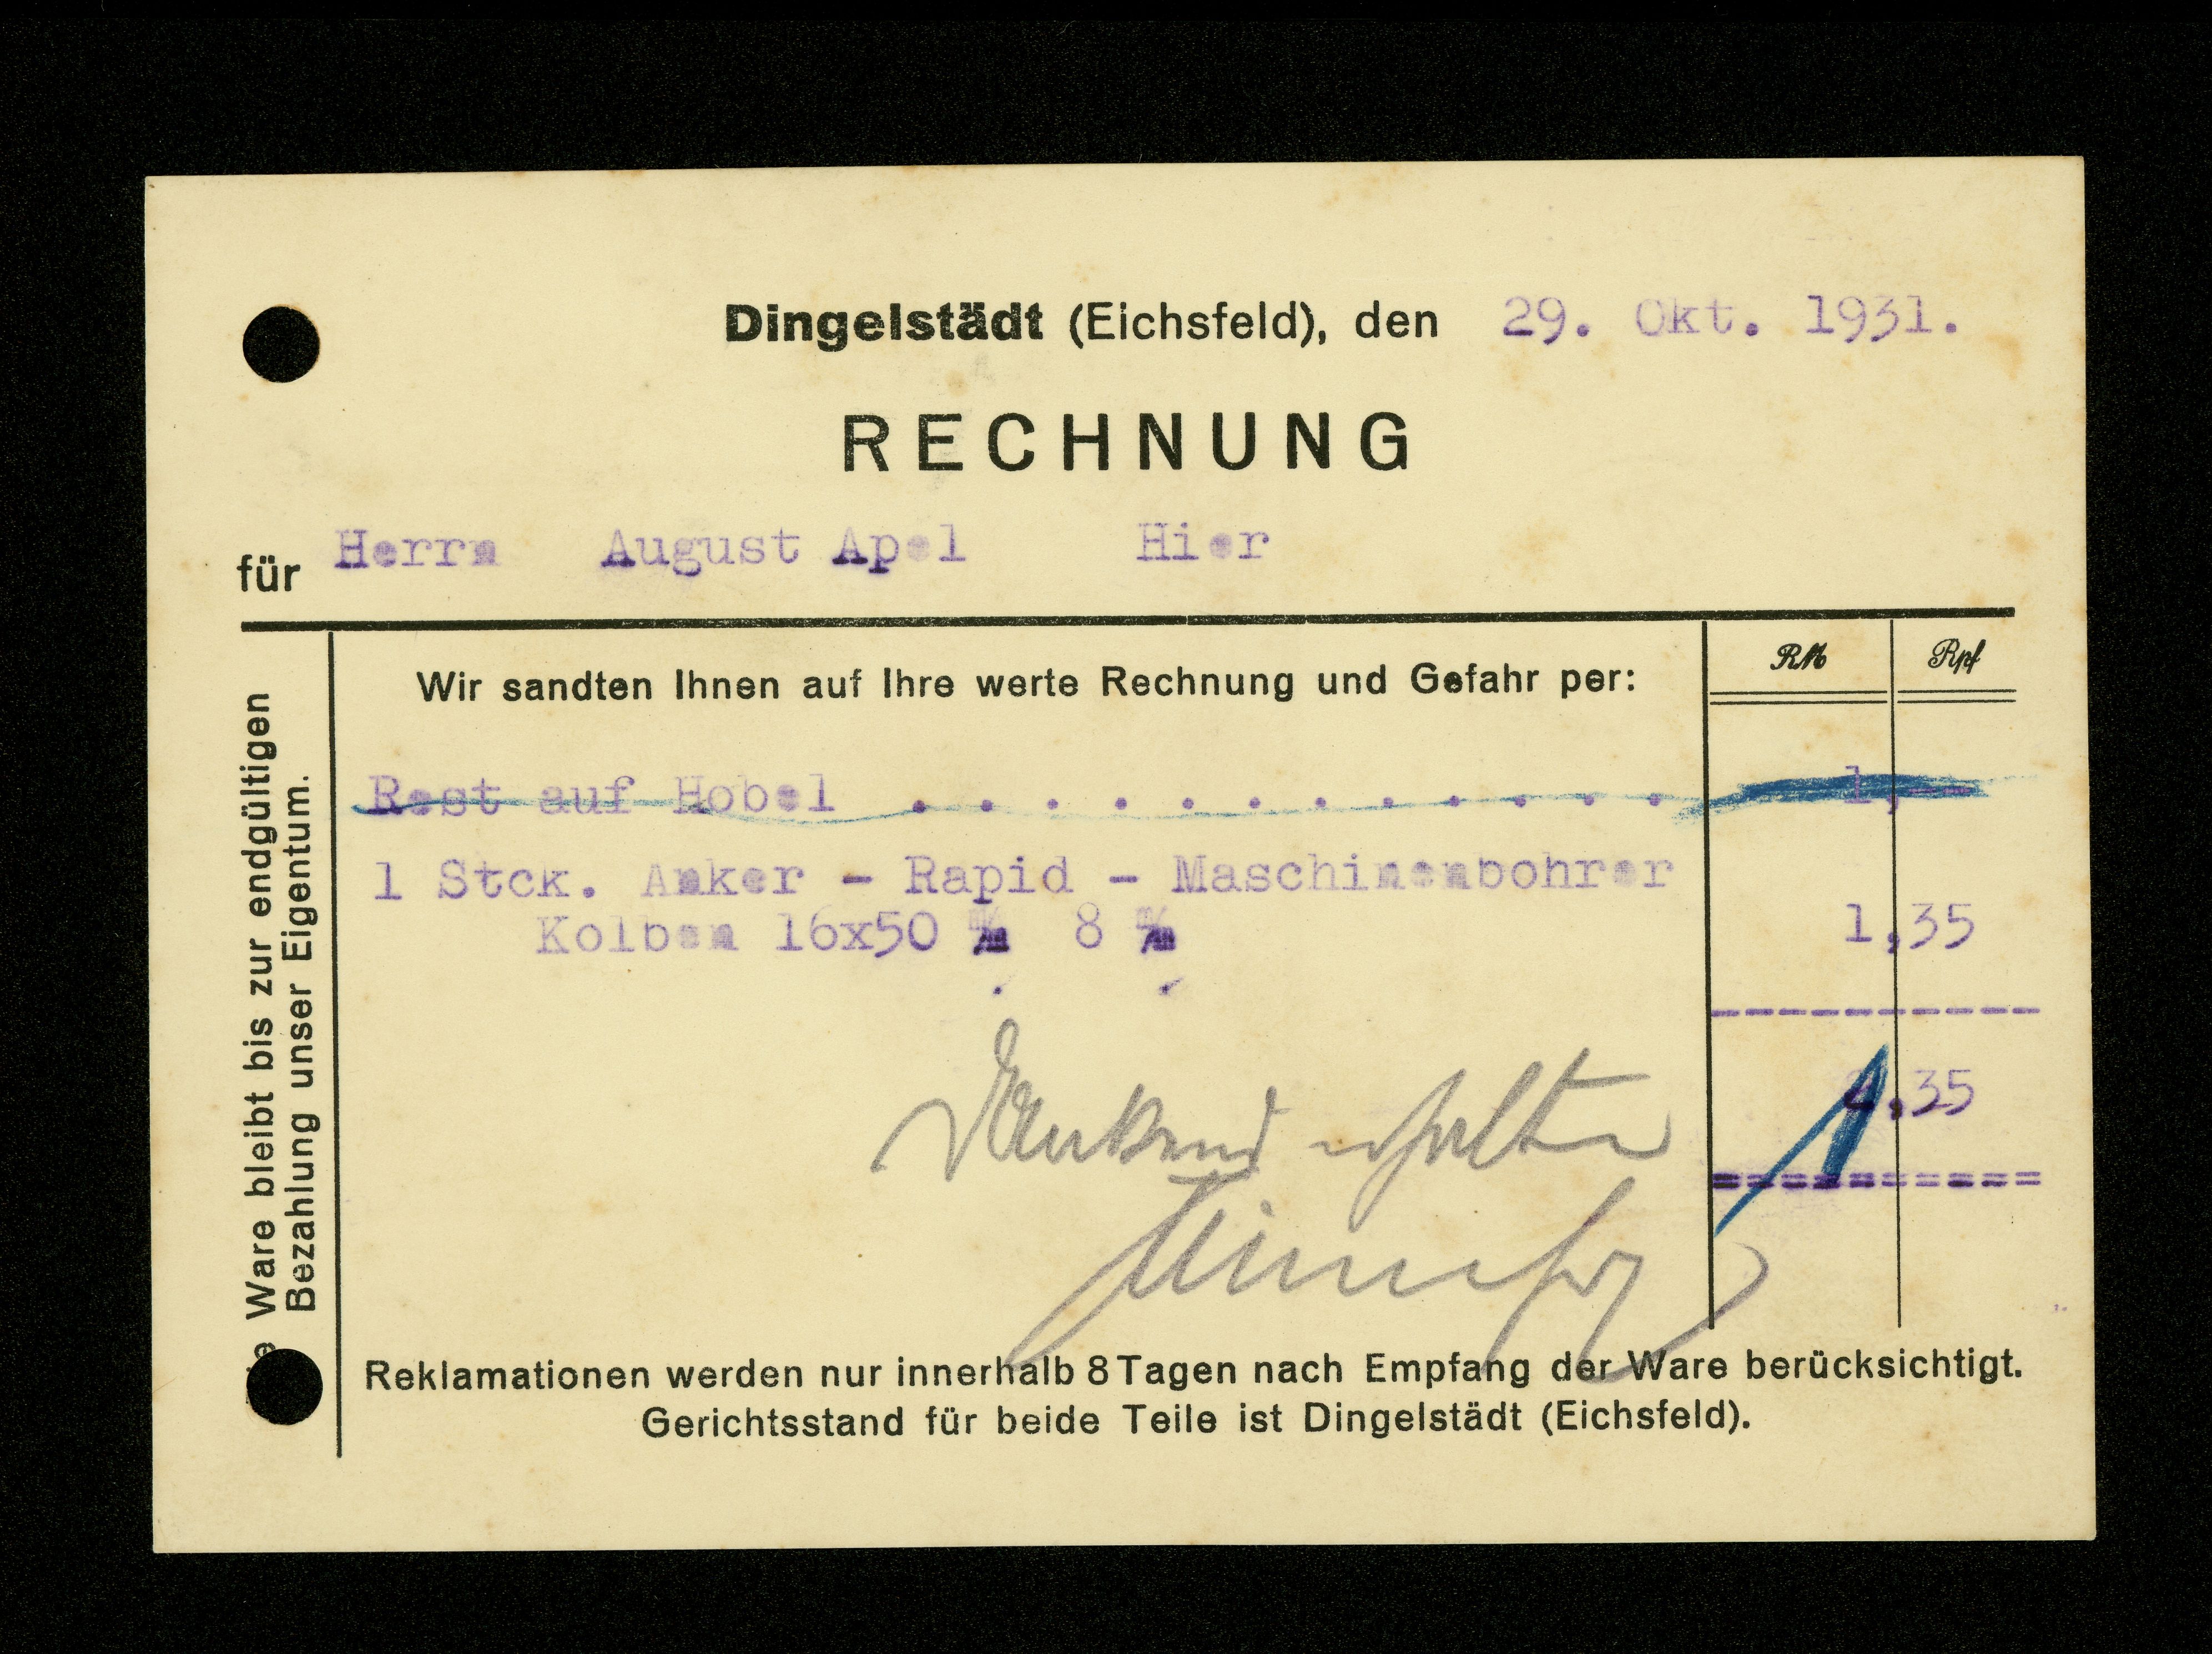 Dingelstädt (Eichsfeld), den 29. Okt. 1931.
RECHNUNG
für Herrn August Apel Hier
RM Rpf
Wir sandten Ihnen auf Ihre werte Rechnung und Gefahr per:
Rest auf Hobel . . . . . . . . . . . . 1,--
1 Stck. Anker - Rapid - Maschinenbohrer
Kolben 16x50 m/m 8 m/m 1,35
2,35
1
Dankend erhalten
Reklamationen werden nur innerhalb 8 Tagen nach Empfang der Ware berücksichtigt.
Gerichtsstand für beide Teile ist Dingelstädt (Eichsfeld).
Ware bleibt bis zur endgültigen
Bezahlung unser Eigentum.